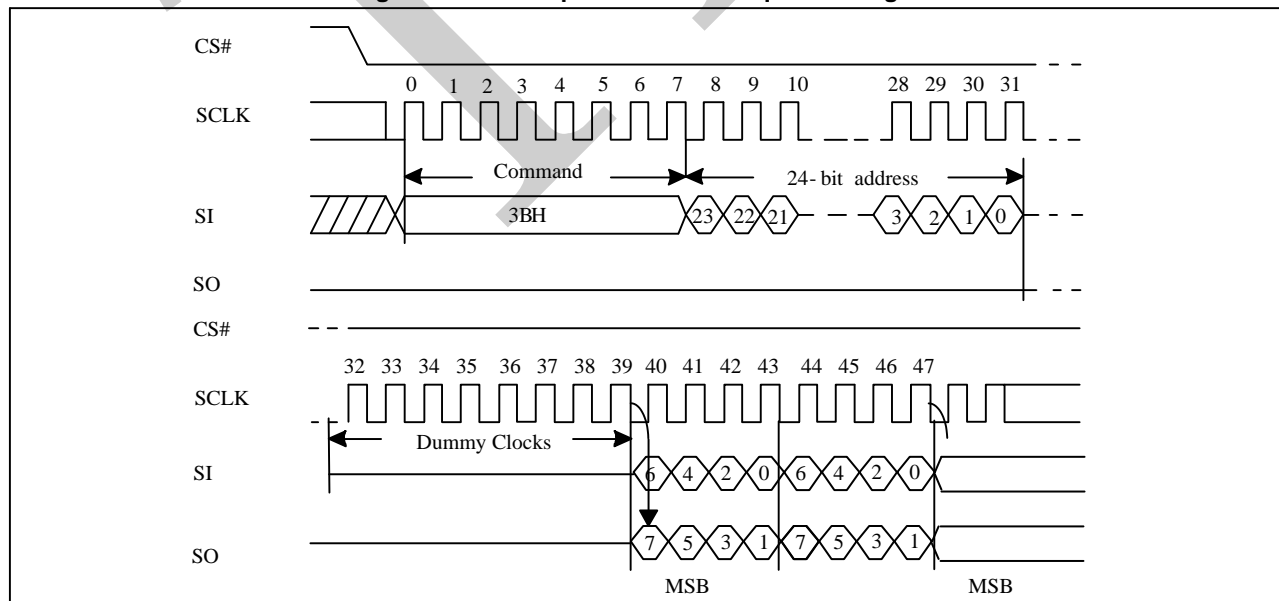 CS#
0 1 2 3 4 5 6 7 8 9 10 28 29 30 31
SCLK
Command
24- bit address
SI
3BH
23 22 21 3 2 1 0
SO
CS#
32 33 34 35 36 37 38 39 40 41 42 43 44 45 46 47
SCLK
Dummy Clocks
SI
6 4 2 0 6 4 2 0
SO
7 5 3 1 7 5 3 1
MSB MSB